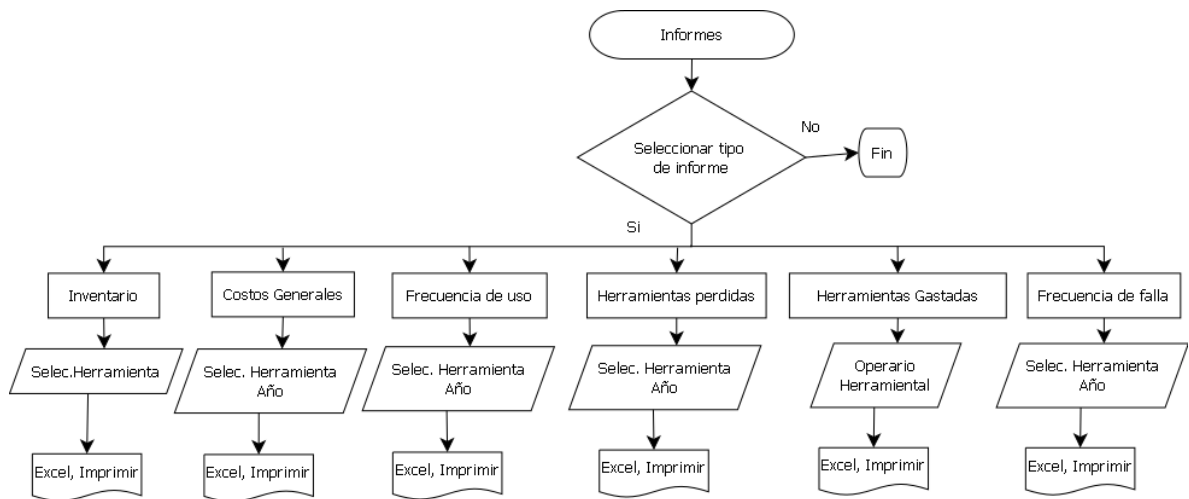 Informes
Seleccionar tipo
de informe
No
Fin
Si
Inventario
Costos Generales
Frecuencia de uso
Herramientas perdidas
Herramientas Gastadas
Frecuencia de falla
Selec.Herramienta
Selec. Herramienta
Año
Selec. Herramienta
Año
Selec. Herramienta
Año
Operario
Herramiental
Selec. Herramienta
Año
Excel, Imprimir
Excel, Imprimir
Excel, Imprimir
Excel, Imprimir
Excel, Imprimir
Excel, Imprimir